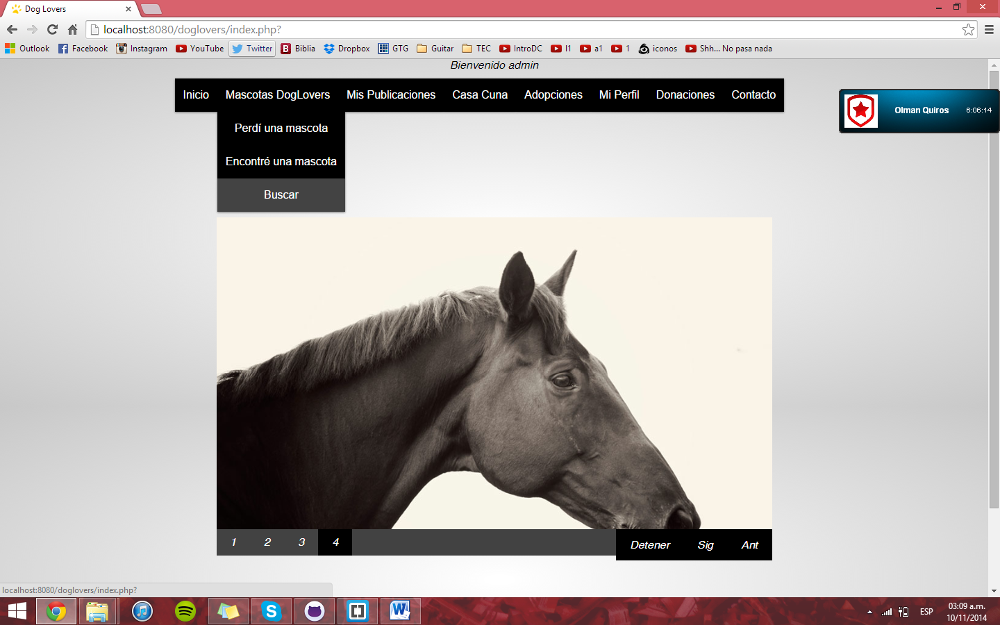 Dog Lovers
localhost:8080/doglovers/index.php?
Outlook Facebook Instagram YouTube Twitter Biblia Dropbox GTG Guitar TEC IntroDC I1 a1 1 iconos Shh... No pasa nada
Bienvenido admin
Inicio Mascotas DogLovers Mis Publicaciones Casa Cuna Adopciones Mi Perfil Donaciones Contacto
Olman Quiros 6:06:14
Perdí una mascota
Encontré una mascota
Buscar
1 2 3 4 Detener Sig Ant
localhost:8080/doglovers/index.php?
ESP 03:09 a.m.
10/11/2014